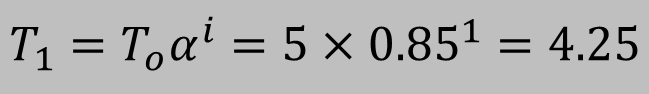 T₁ = Tₒαⁱ = 5 × 0.85¹ = 4.25